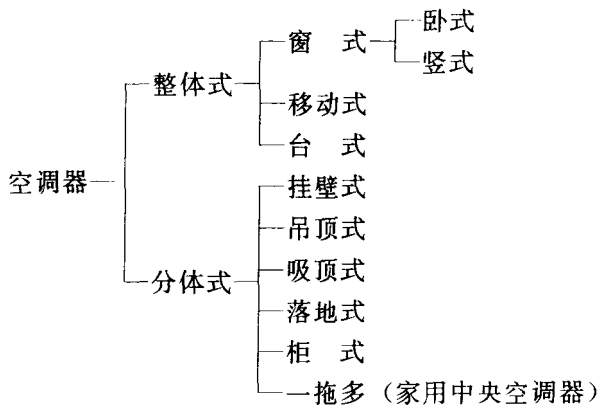 空调器
整体式
窗 式
卧式
竖式
移动式
台 式
分体式
挂壁式
吊顶式
吸顶式
落地式
柜 式
一拖多（家用中央空调器）